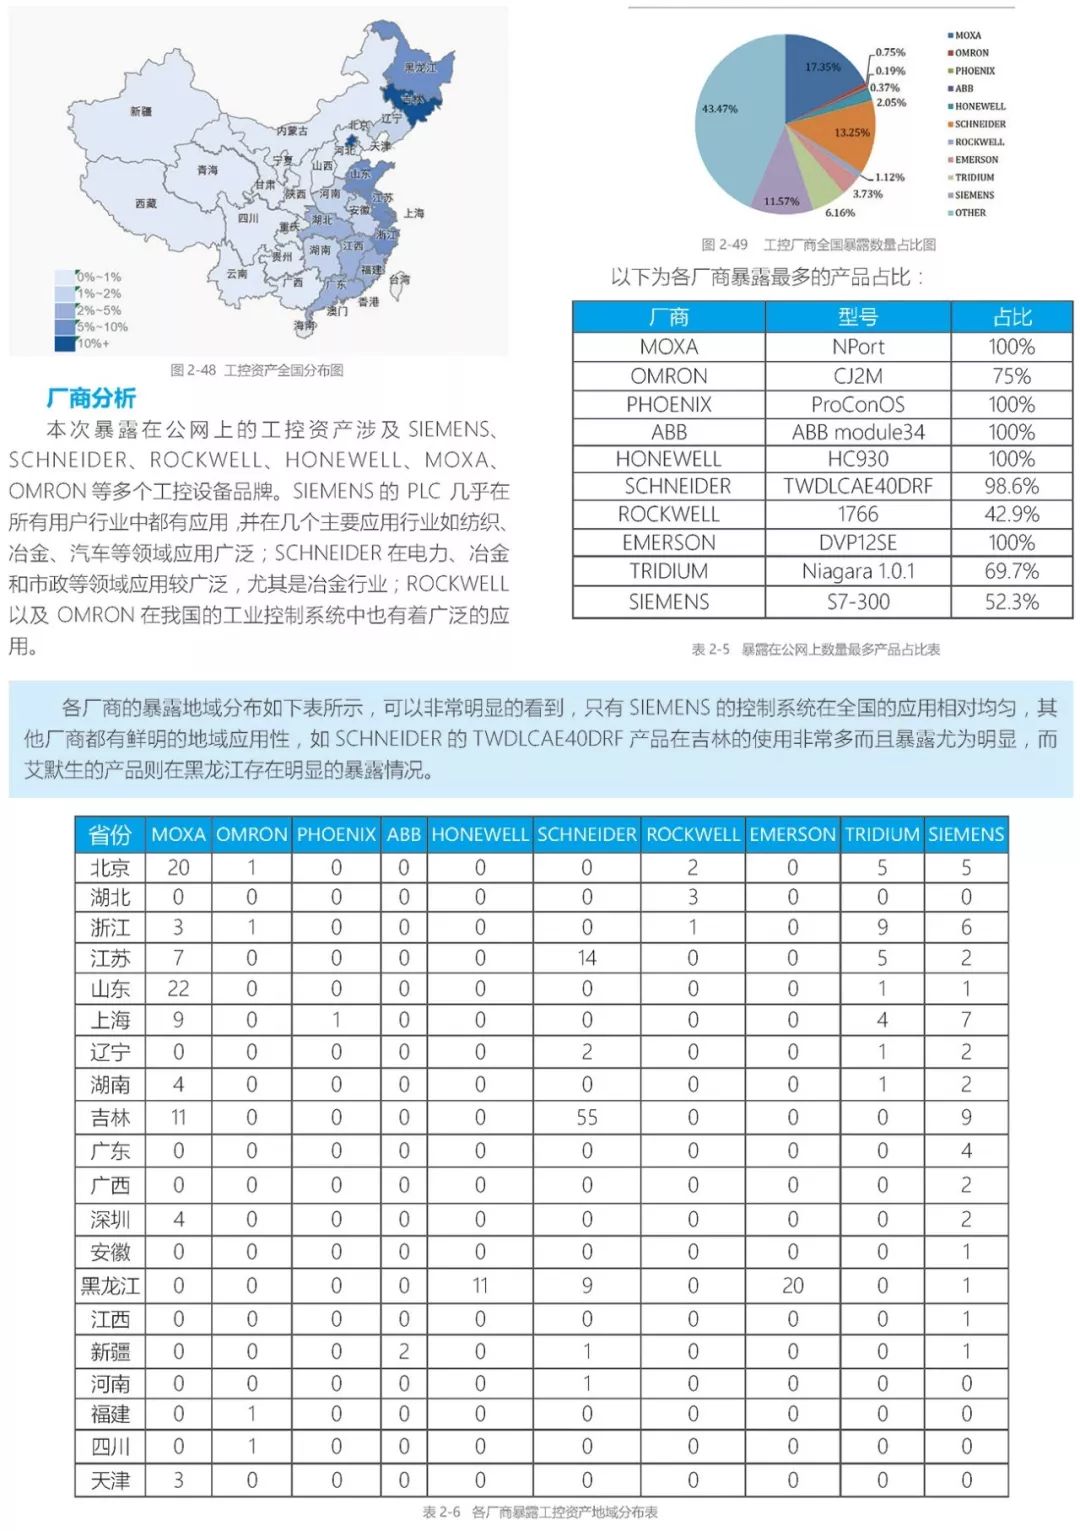 黑龙江
吉林
新疆
辽宁
内蒙古
北京
天津
河北
宁夏
山西
山东
青海
甘肃
陕西
河南
江苏
西藏
安徽
上海
四川
湖北
重庆
浙江
湖南
江西
贵州
云南
福建
台湾
广西
广东
香港
澳门
海南
0%~1%
1%~2%
2%~5%
5%~10%
10%+
图 2-48 工控资产全国分布图
厂商分析
本次暴露在公网上的工控资产涉及 SIEMENS、
SCHNEIDER、ROCKWELL、HONEWELL、MOXA、
OMRON 等多个工控设备品牌。SIEMENS 的 PLC 几乎在
所有用户行业中都有应用,并在几个主要应用行业如纺织、
冶金、汽车等领域应用广泛；SCHNEIDER 在电力、冶金
和市政等领域应用较广泛，尤其是冶金行业；ROCKWELL
以及 OMRON 在我国的工业控制系统中也有着广泛的应
用。
17.35%
0.75%
0.19%
0.37%
2.05%
13.25%
1.12%
3.73%
6.16%
11.57%
43.47%
MOXA
OMRON
PHOENIX
ABB
HONEWELL
SCHNEIDER
ROCKWELL
EMERSON
TRIDIUM
SIEMENS
OTHER
图 2-49 工控厂商全国暴露数量占比图
以下为各厂商暴露最多的产品占比：
厂商 型号 占比
MOXA NPort 100%
OMRON CJ2M 75%
PHOENIX ProConOS 100%
ABB ABB module34 100%
HONEWELL HC930 100%
SCHNEIDER TWDLCAE40DRF 98.6%
ROCKWELL 1766 42.9%
EMERSON DVP12SE 100%
TRIDIUM Niagara 1.0.1 69.7%
SIEMENS S7-300 52.3%
表 2-5 暴露在公网上数量最多产品占比表
各厂商的暴露地域分布如下表所示，可以非常明显的看到，只有 SIEMENS 的控制系统在全国的应用相对均匀，其
他厂商都有鲜明的地域应用性，如 SCHNEIDER 的 TWDLCAE40DRF 产品在吉林的使用非常多而且暴露尤为明显，而
艾默生的产品则在黑龙江存在明显的暴露情况。
省份 MOXA OMRON PHOENIX ABB HONEWELL SCHNEIDER ROCKWELL EMERSON TRIDIUM SIEMENS
北京 20 1 0 0 0 0 2 0 5 5
湖北 0 0 0 0 0 0 3 0 0 0
浙江 3 1 0 0 0 0 1 0 9 6
江苏 7 0 0 0 0 14 0 0 5 2
山东 22 0 0 0 0 0 0 0 1 1
上海 9 0 1 0 0 0 0 0 4 7
辽宁 0 0 0 0 0 2 0 0 1 2
湖南 4 0 0 0 0 0 0 0 1 2
吉林 11 0 0 0 0 55 0 0 0 9
广东 0 0 0 0 0 0 0 0 0 4
广西 0 0 0 0 0 0 0 0 0 2
深圳 4 0 0 0 0 0 0 0 0 2
安徽 0 0 0 0 0 0 0 0 0 1
黑龙江 0 0 0 0 11 9 0 20 0 1
江西 0 0 0 0 0 0 0 0 0 1
新疆 0 0 0 2 0 1 0 0 0 1
河南 0 0 0 0 0 1 0 0 0 0
福建 0 1 0 0 0 0 0 0 0 0
四川 0 1 0 0 0 0 0 0 0 0
天津 3 0 0 0 0 0 0 0 0 0
表 2-6 各厂商暴露工控资产地域分布表